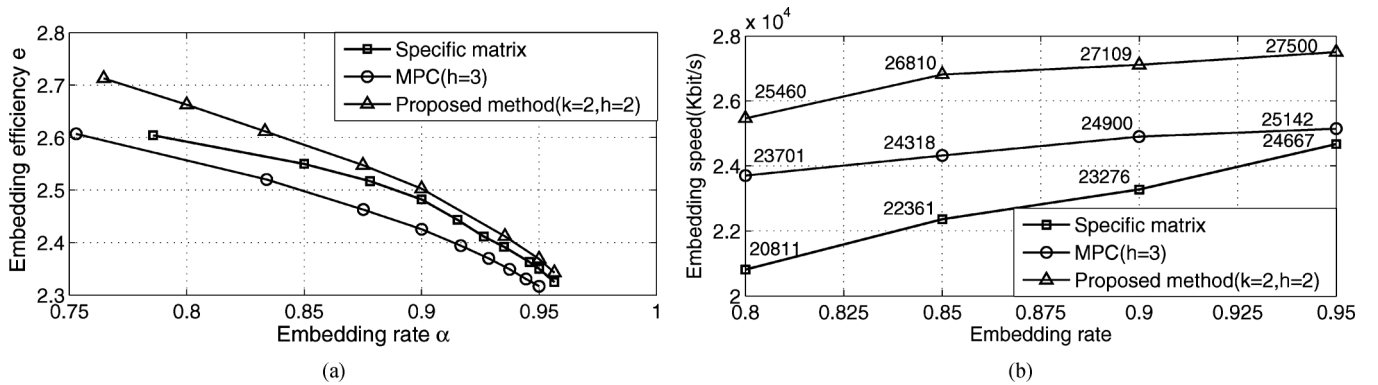 2.8
2.7
2.6
2.5
2.4
2.3
0.75
0.8
0.85
0.9
0.95
1
Embedding efficiency e
Embedding rate α
Specific matrix
MPC(h=3)
Proposed method(k=2,h=2)
(a)
x 10^4
2.8
2.6
2.4
2.2
2
0.8
0.825
0.85
0.875
0.9
0.925
0.95
Embedding speed(Kbit/s)
Embedding rate
25460
26810
27109
27500
23701
24318
24900
25142
20811
22361
23276
24667
Specific matrix
MPC(h=3)
Proposed method(k=2,h=2)
(b)